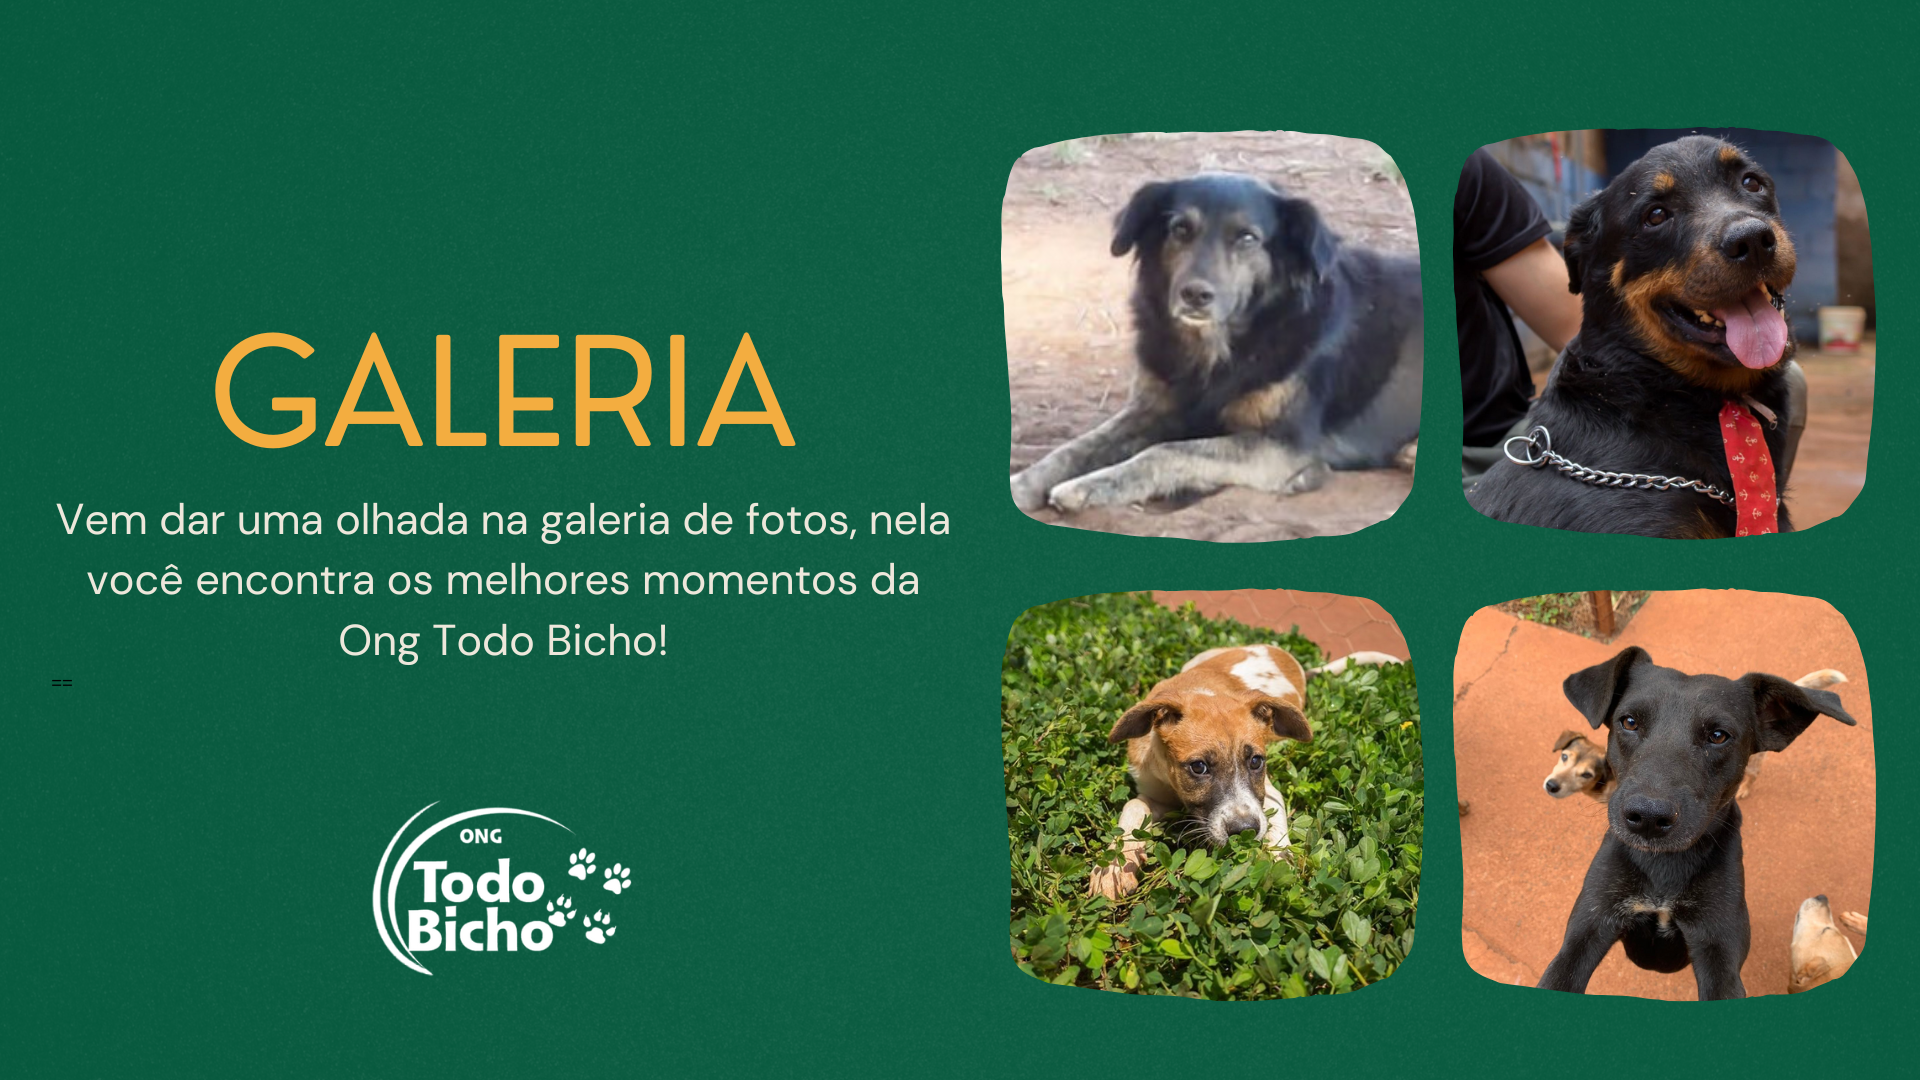 GALERIA
Vem dar uma olhada na galeria de fotos, nela
você encontra os melhores momentos da
Ong Todo Bicho!
==
ONG
Todo
Bicho